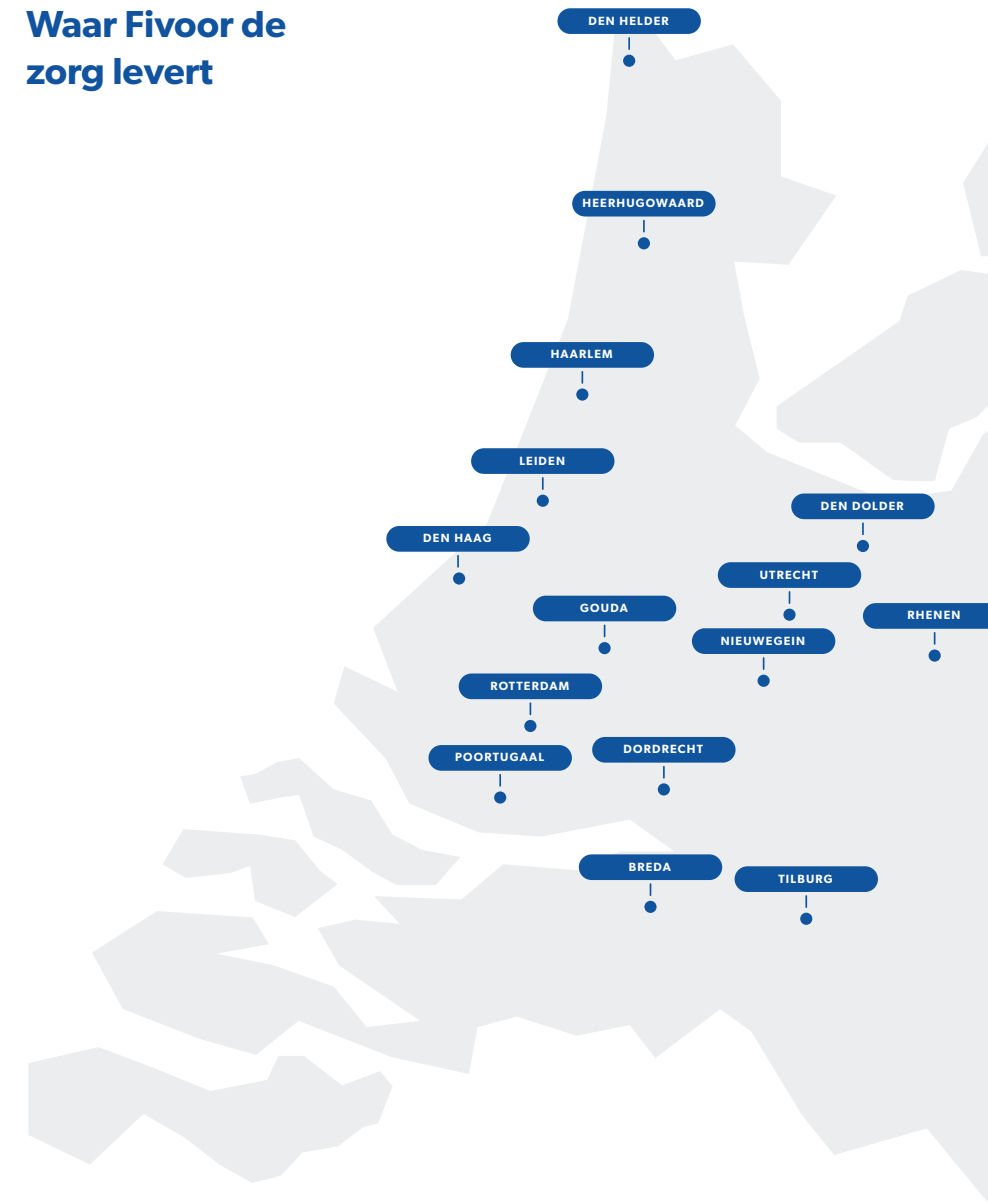 Waar Fivoor de
zorg levert
DEN HELDER
HEERHUGOWAARD
HAARLEM
LEIDEN
DEN DOLDER
DEN HAAG
UTRECHT
GOUDA
RHENEN
NIEUWEGEIN
ROTTERDAM
DORDRECHT
POORTUGAAL
BREDA
TILBURG